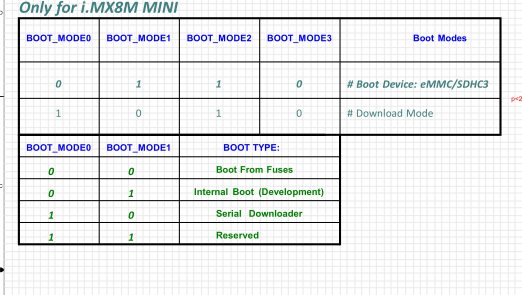 Only for i.MX8M MINI
BOOT_MODE0 BOOT_MODE1 BOOT_MODE2 BOOT_MODE3 Boot Modes
0 1 1 0 # Boot Device: eMMC/SDHC3
1 0 1 0 # Download Mode
p<2
BOOT_MODE0 BOOT_MODE1 BOOT TYPE:
0 0 Boot From Fuses
0 1 Internal Boot (Development)
1 0 Serial Downloader
1 1 Reserved